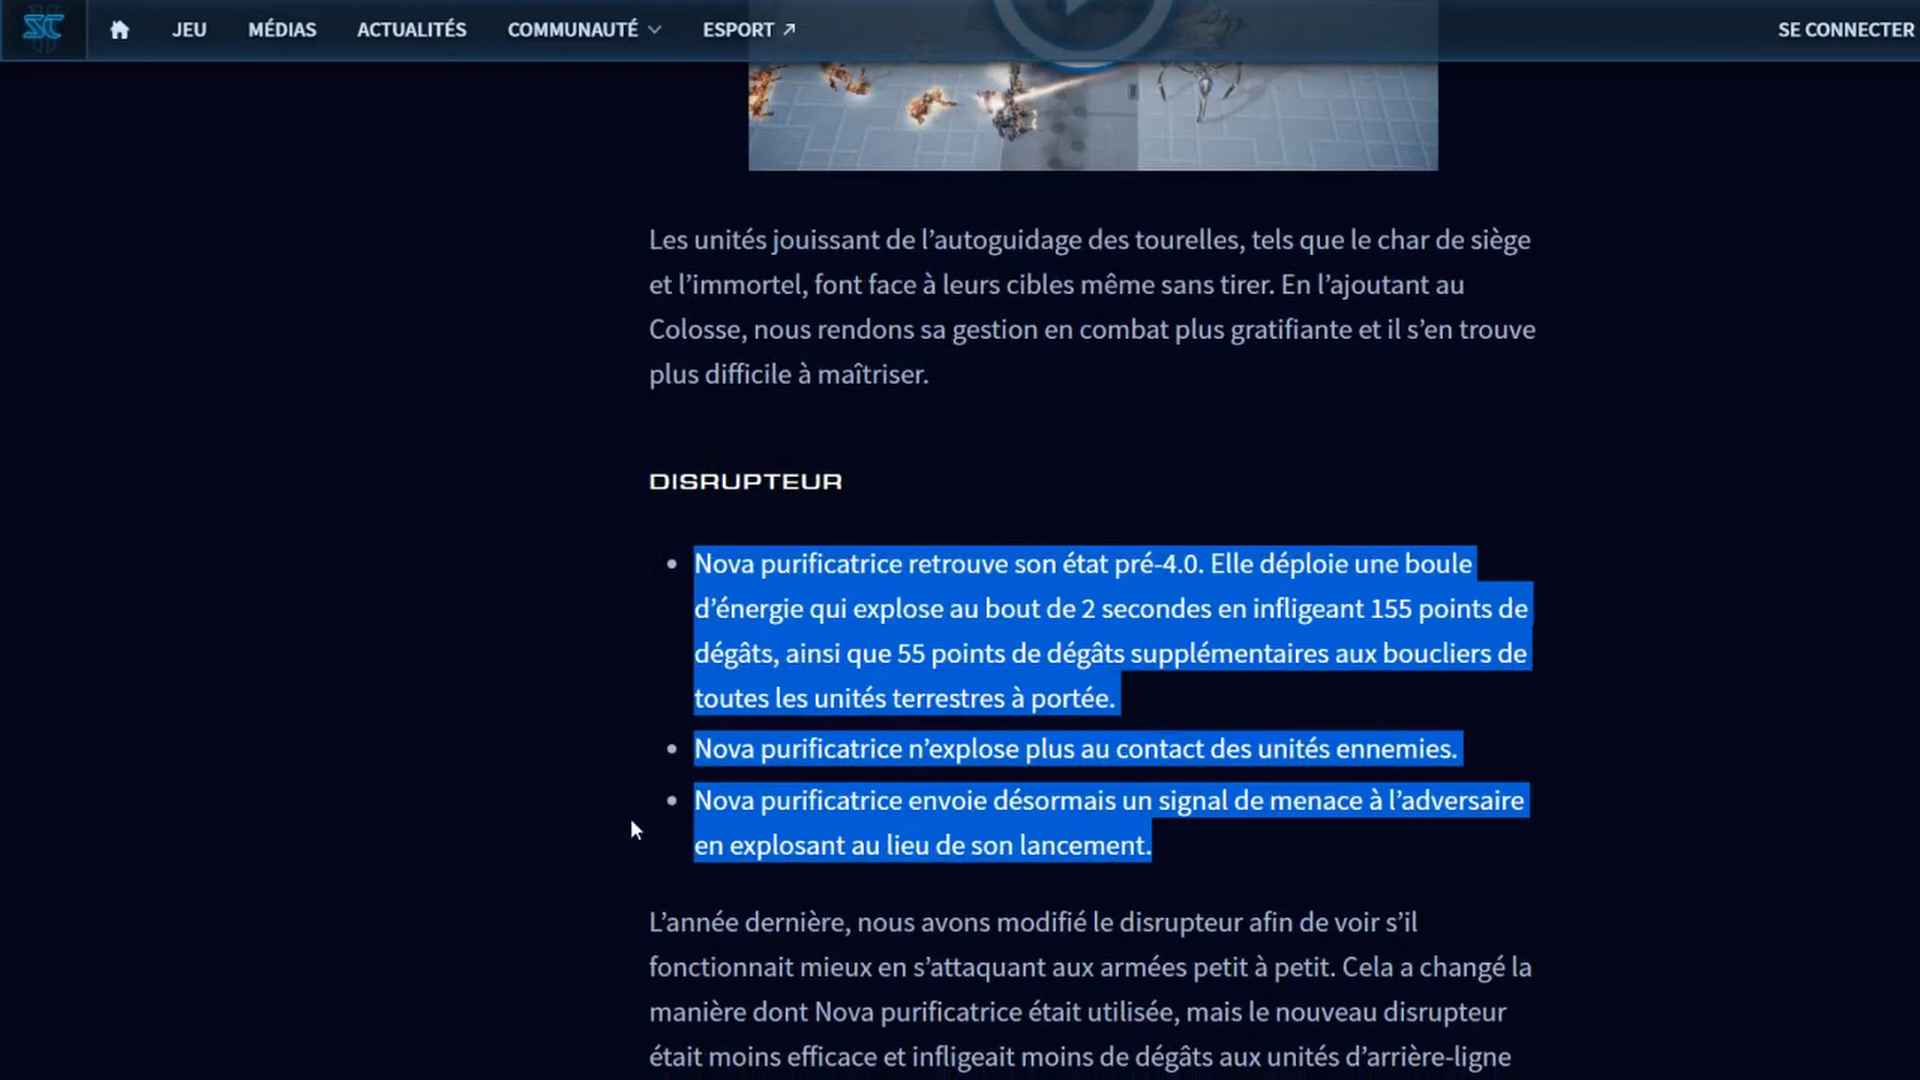 SC
JEU MÉDIAS ACTUALITÉS COMMUNAUTÉ ESPORT SE CONNECTER
Les unités jouissant de l’autoguidage des tourelles, tels que le char de siège
et l’immortel, font face à leurs cibles même sans tirer. En l’ajoutant au
Colosse, nous rendons sa gestion en combat plus gratifiante et il s’en trouve
plus difficile à maîtriser.
DISRUPTEUR
Nova purificatrice retrouve son état pré-4.0. Elle déploie une boule
d’énergie qui explose au bout de 2 secondes en infligeant 155 points de
dégâts, ainsi que 55 points de dégâts supplémentaires aux boucliers de
toutes les unités terrestres à portée.
Nova purificatrice n’explose plus au contact des unités ennemies.
Nova purificatrice envoie désormais un signal de menace à l’adversaire
en explosant au lieu de son lancement.
L’année dernière, nous avons modifié le disrupteur afin de voir s’il
fonctionnait mieux en s’attaquant aux armées petit à petit. Cela a changé la
manière dont Nova purificatrice était utilisée, mais le nouveau disrupteur
était moins efficace et infligeait moins de dégâts aux unités d’arrière-ligne